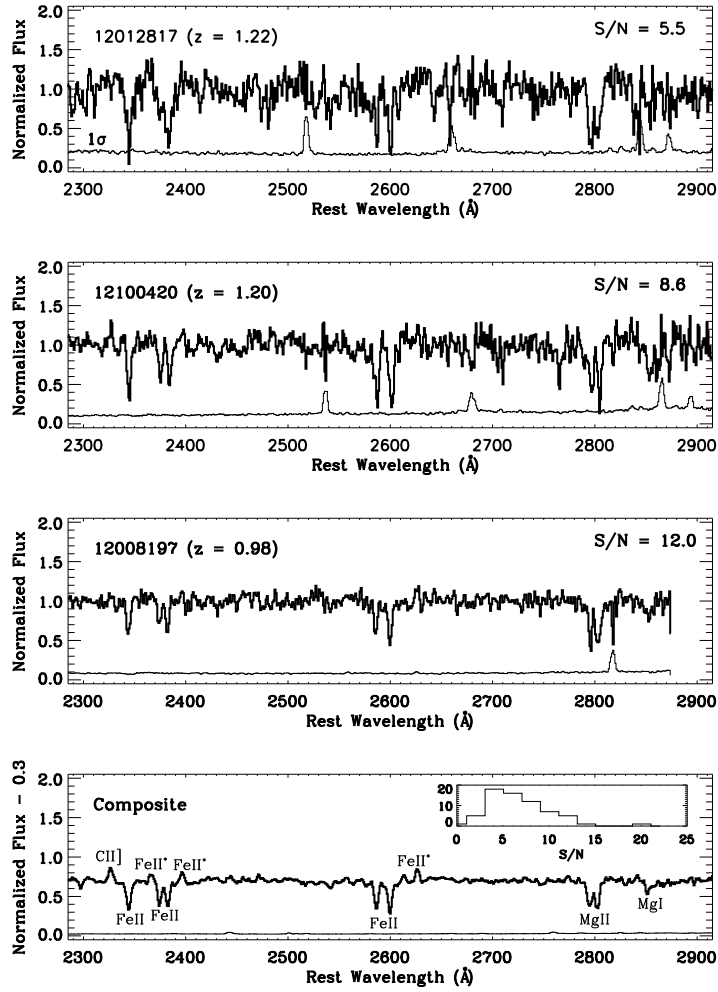 2.0
12012817 (z = 1.22)
S/N = 5.5
1.5
1.0
0.5
1σ
0.0
Normalized Flux
2300 2400 2500 2600 2700 2800 2900
Rest Wavelength (Å)
2.0
12100420 (z = 1.20)
S/N = 8.6
1.5
1.0
0.5
0.0
Normalized Flux
2300 2400 2500 2600 2700 2800 2900
Rest Wavelength (Å)
2.0
12008197 (z = 0.98)
S/N = 12.0
1.5
1.0
0.5
0.0
Normalized Flux
2300 2400 2500 2600 2700 2800 2900
Rest Wavelength (Å)
2.0
Composite
1.5
1.0
0.5
0.0
Normalized Flux - 0.3
20
10
0
0 5 10 15 20 25
S/N
CII] FeII* FeII* FeII*
FeII FeII FeII MgII MgI
2300 2400 2500 2600 2700 2800 2900
Rest Wavelength (Å)